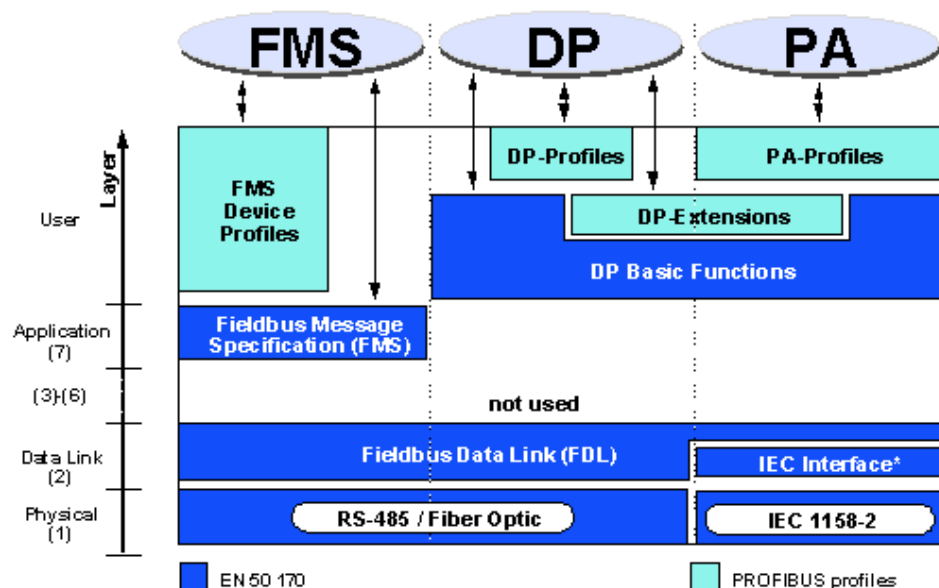 FMS
DP
PA
Layer
DP-Profiles
PA-Profiles
FMS
Device
Profiles
User
DP-Extensions
DP Basic Functions
Application
(7)
Fieldbus Message
Specification (FMS)
(3)-(6)
not used
Data Link
(2)
Fieldbus Data Link (FDL)
IEC Interface*
Physical
(1)
RS-485 / Fiber Optic
IEC 1158-2
EN 50 170
PROFIBUS profiles